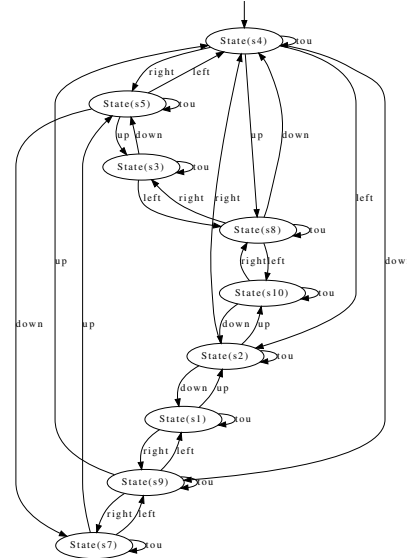 State(s4) tou
right left
State(s5) tou
up down up down
State(s3) tou
left right right left
State(s8) tou
up right left down
State(s10) tou
down up down up
State(s2) tou
down up
State(s1) tou
right left
State(s9) tou
right left
State(s7) tou